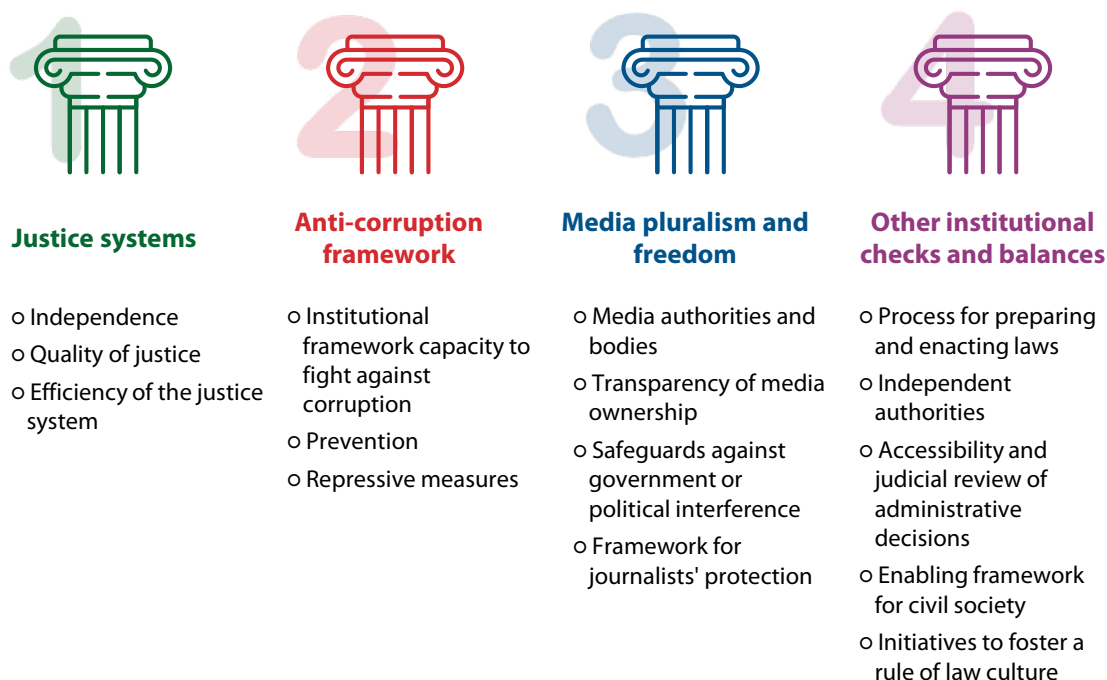 1
Justice systems
○ Independence
○ Quality of justice
○ Efficiency of the justice
system
2
Anti-corruption
framework
○ Institutional
framework capacity to
fight against
corruption
○ Prevention
○ Repressive measures
3
Media pluralism and
freedom
○ Media authorities and
bodies
○ Transparency of media
ownership
○ Safeguards against
government or
political interference
○ Framework for
journalists' protection
4
Other institutional
checks and balances
○ Process for preparing
and enacting laws
○ Independent
authorities
○ Accessibility and
judicial review of
administrative
decisions
○ Enabling framework
for civil society
○ Initiatives to foster a
rule of law culture